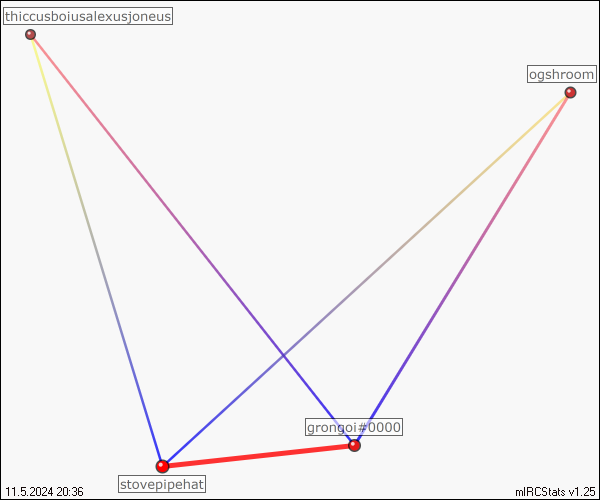 thiccusboiusalexusjoneus
ogshroom
grongoi#0000
stovepipehat
11.5.2024 20:36
mIRCStats v1.25